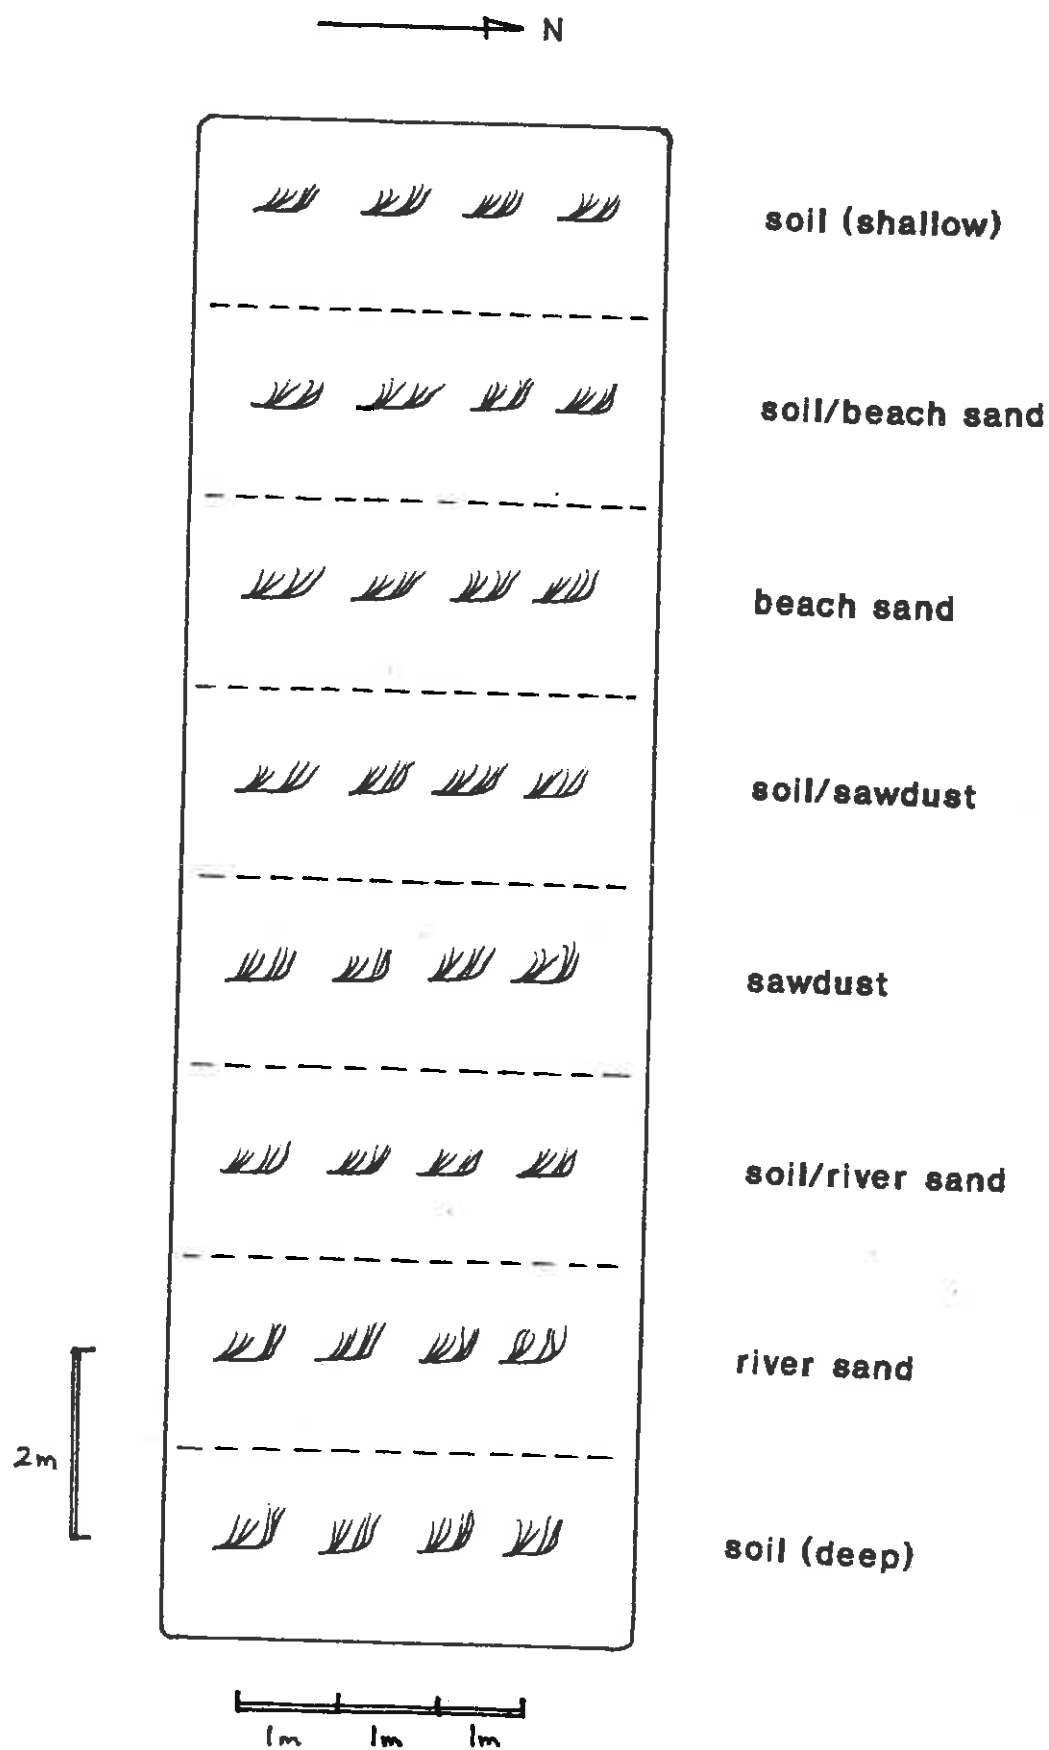 N
soil (shallow)
soil/beach sand
beach sand
soil/sawdust
sawdust
soil/river sand
river sand
2m
soil (deep)
1m 1m 1m